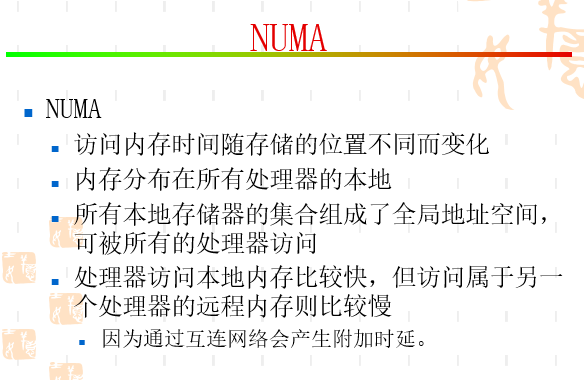 NUMA
NUMA
访问内存时间随存储的位置不同而变化
内存分布在所有处理器的本地
所有本地存储器的集合组成了全局地址空间，
可被所有的处理器访问
处理器访问本地内存比较快，但访问属于另一
个处理器的远程内存则比较慢
因为通过互连网络会产生附加时延。